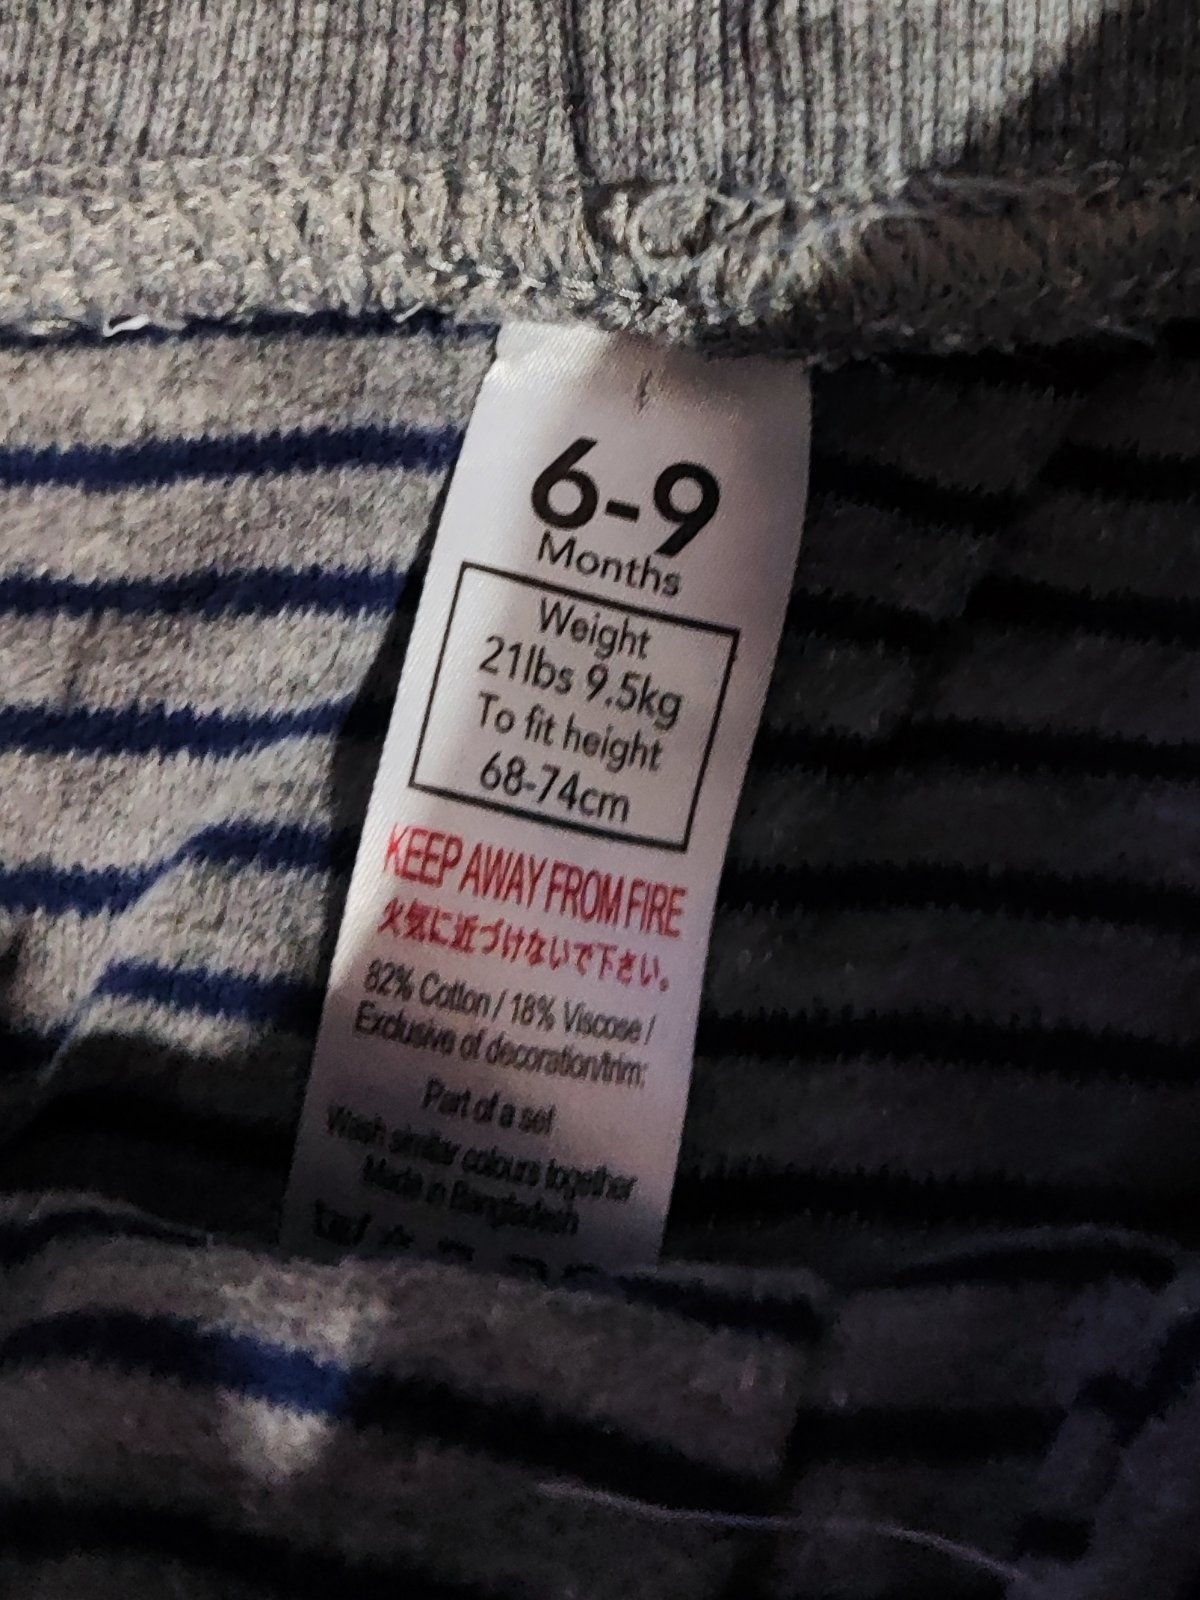 6-9
Months
Weight
21lbs 9.5kg
To fit height
68-74cm
KEEP AWAY FROM FIRE
火気に近づけないで下さい。
82% Cotton / 18% Viscose /
Exclusive of decoration/trim:
Part of a set
Wash similar colours together
Made in Bangladesh